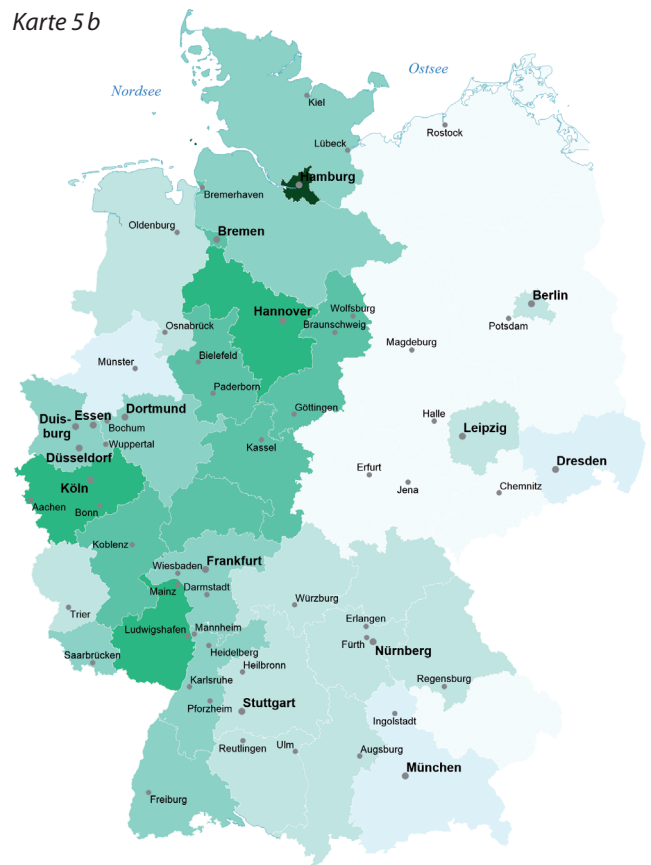 Karte 5 b
Ostsee
Nordsee
Kiel
Rostock
Lübeck
Hamburg
Bremerhaven
Oldenburg
Bremen
Berlin
Hannover
Wolfsburg
Potsdam
Braunschweig
Osnabrück
Magdeburg
Bielefeld
Münster
Paderborn
Göttingen
Dortmund
Essen
Duis-
burg
Bochum
Halle
Leipzig
Wuppertal
Kassel
Düsseldorf
Dresden
Erfurt
Köln
Jena
Chemnitz
Aachen
Bonn
Koblenz
Frankfurt
Wiesbaden
Mainz
Darmstadt
Würzburg
Trier
Erlangen
Ludwigshafen
Mannheim
Fürth
Nürnberg
Heidelberg
Saarbrücken
Heilbronn
Karlsruhe
Regensburg
Pforzheim
Stuttgart
Ingolstadt
Reutlingen
Ulm
Augsburg
München
Freiburg